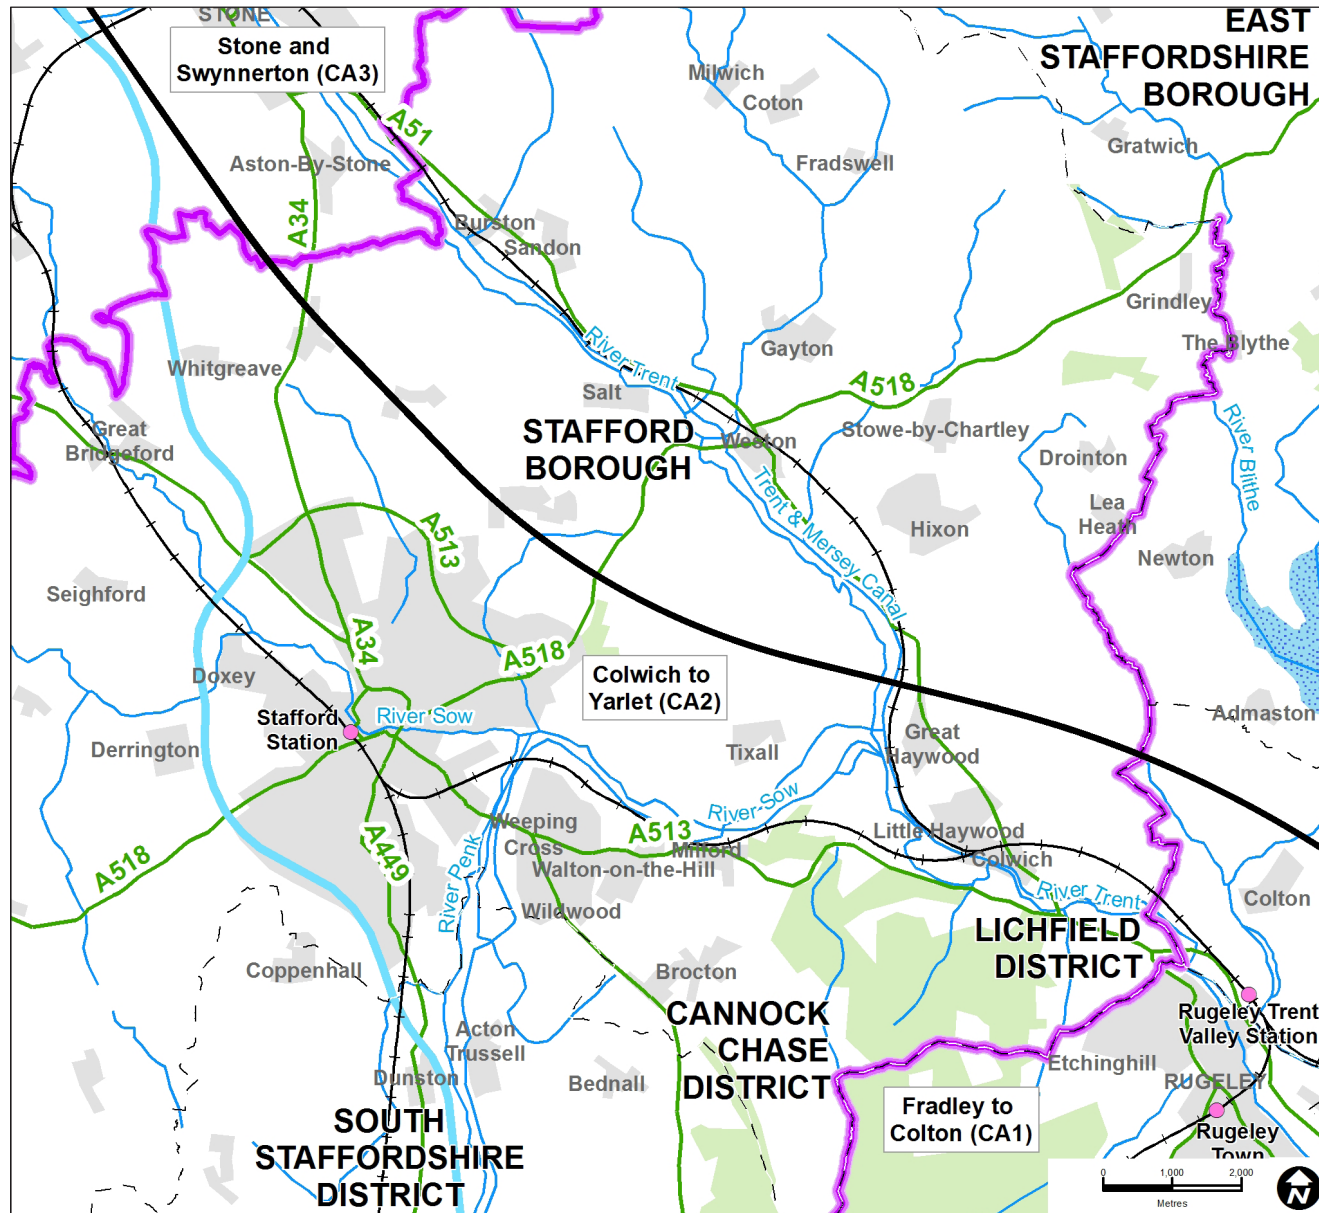 STONE
Stone and
Swynnerton (CA3)
EAST
STAFFORDSHIRE
BOROUGH
Milwich
Coton
A51
Gratwich
Aston-By-Stone
Fradswell
A34
Burston
Sandon
Grindley
The Blythe
River Trent
Gayton
Whitgreave
Salt
A518
Great
Bridgeford
STAFFORD
BOROUGH
Weston
Stowe-by-Chartley
River Blithe
Drointon
Trent & Mersey Canal
Lea
Heath
A513
Hixon
Newton
Seighford
A34
A518
Doxey
Colwich to
Yarlet (CA2)
Stafford
Station
River Sow
Admaston
Derrington
Tixall
Great
Haywood
River Sow
Weeping
Cross
A513
Milford
Little Haywood
Colwich
A518
A449
River Penk
Walton-on-the-Hill
River Trent
Colton
Wildwood
LICHFIELD
DISTRICT
Coppenhall
Brocton
CANNOCK
CHASE
DISTRICT
Rugeley Trent
Valley Station
Acton
Trussell
Etchinghill
Dunston
Bednall
RUGELEY
Fradley to
Colton (CA1)
SOUTH
STAFFORDSHIRE
DISTRICT
Rugeley
Town
0 1,000 2,000
Metres
N